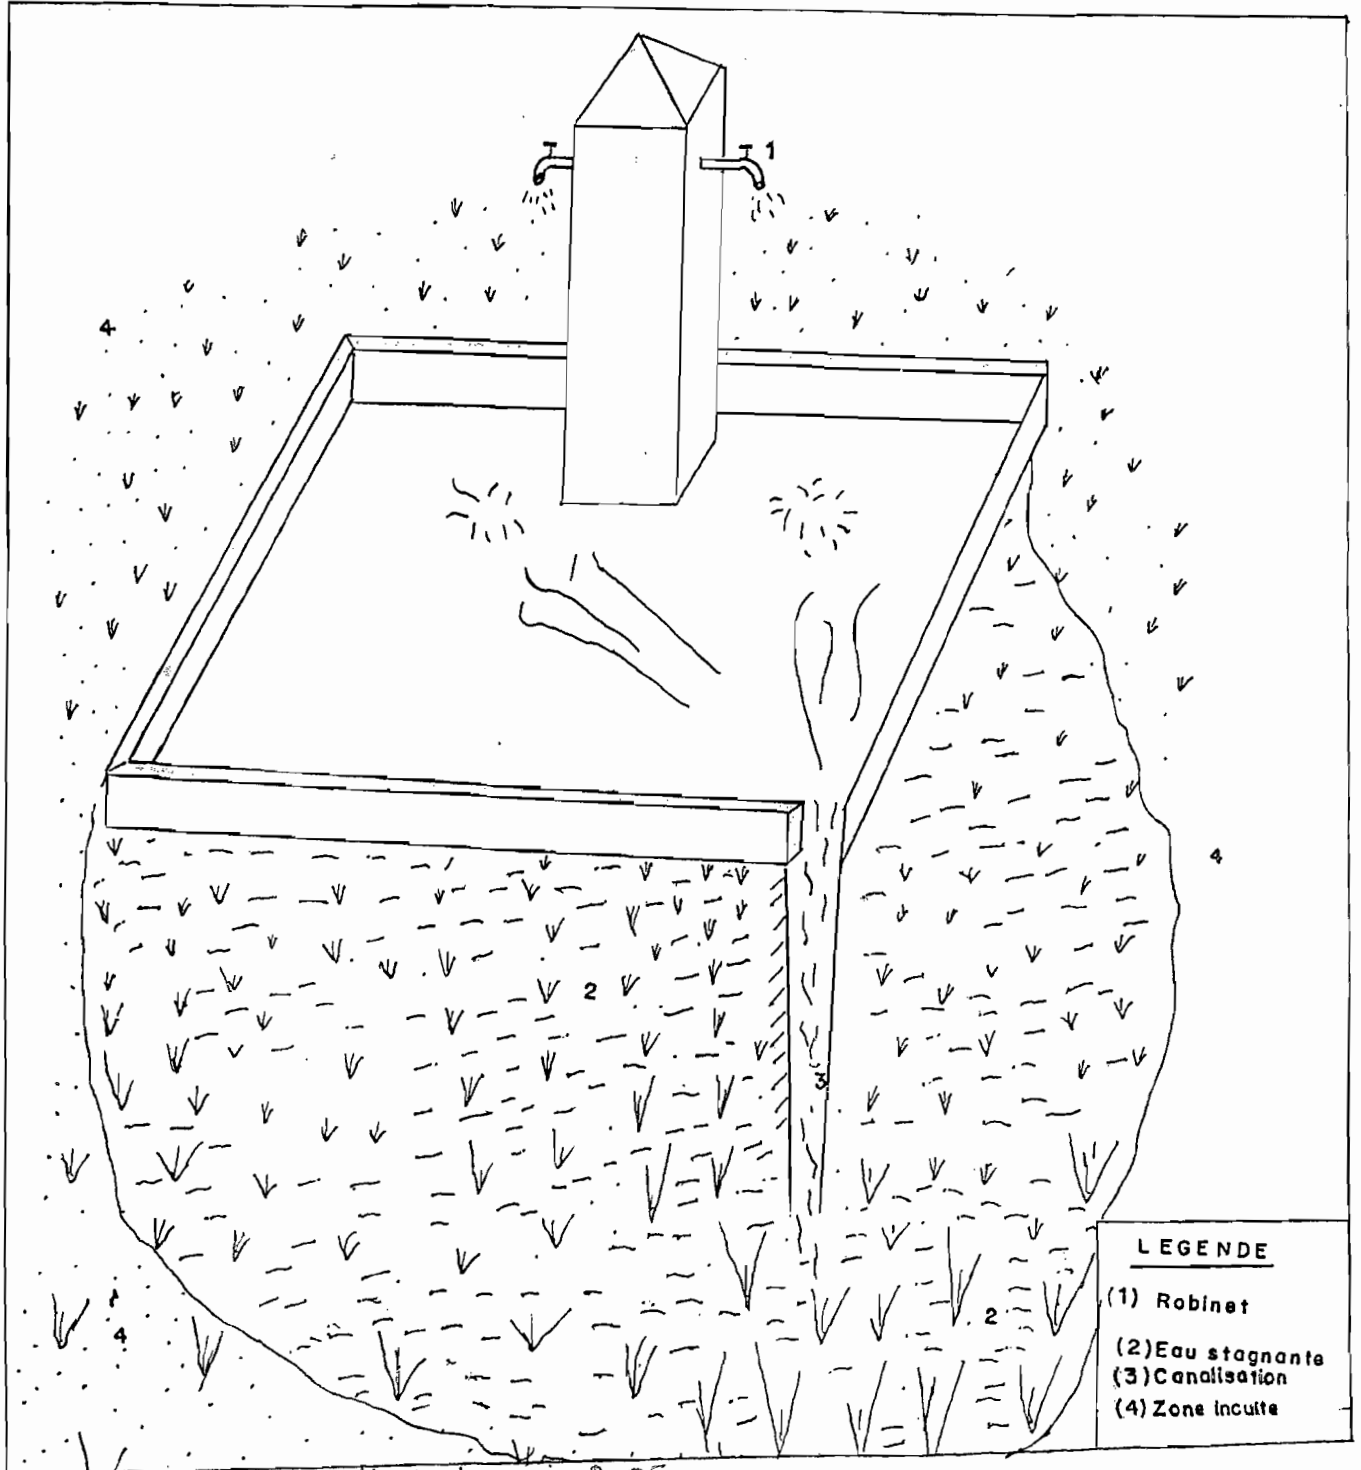 1
4
4
2
3
2
4
LEGENDE
(1) Robinet
(2) Eau stagnante
(3) Canalisation
(4) Zone inculte